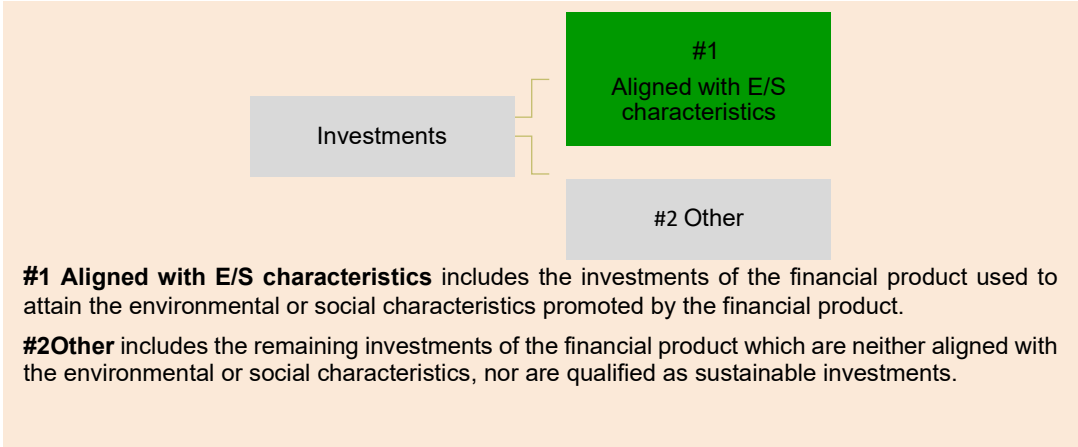 #1
Aligned with E/S
characteristics
Investments
#2 Other
#1 Aligned with E/S characteristics includes the investments of the financial product used to
attain the environmental or social characteristics promoted by the financial product.
#2Other includes the remaining investments of the financial product which are neither aligned with
the environmental or social characteristics, nor are qualified as sustainable investments.